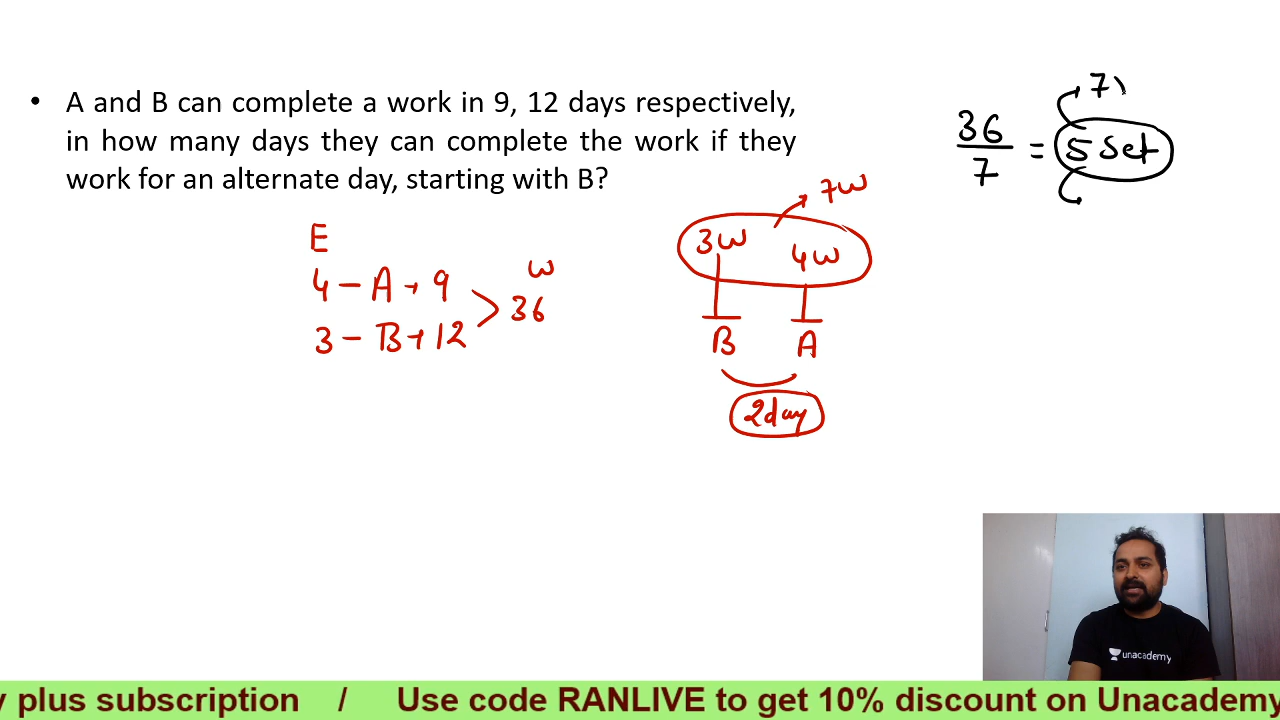 • A and B can complete a work in 9, 12 days respectively,
in how many days they can complete the work if they
work for an alternate day, starting with B?
36/7 = 5 Set
7
E
4 - A → 9
3 - B → 12
w
36
7w
3w 4w
B A
2day
unacademy
y plus subscription / Use code RANLIVE to get 10% discount on Unacademy